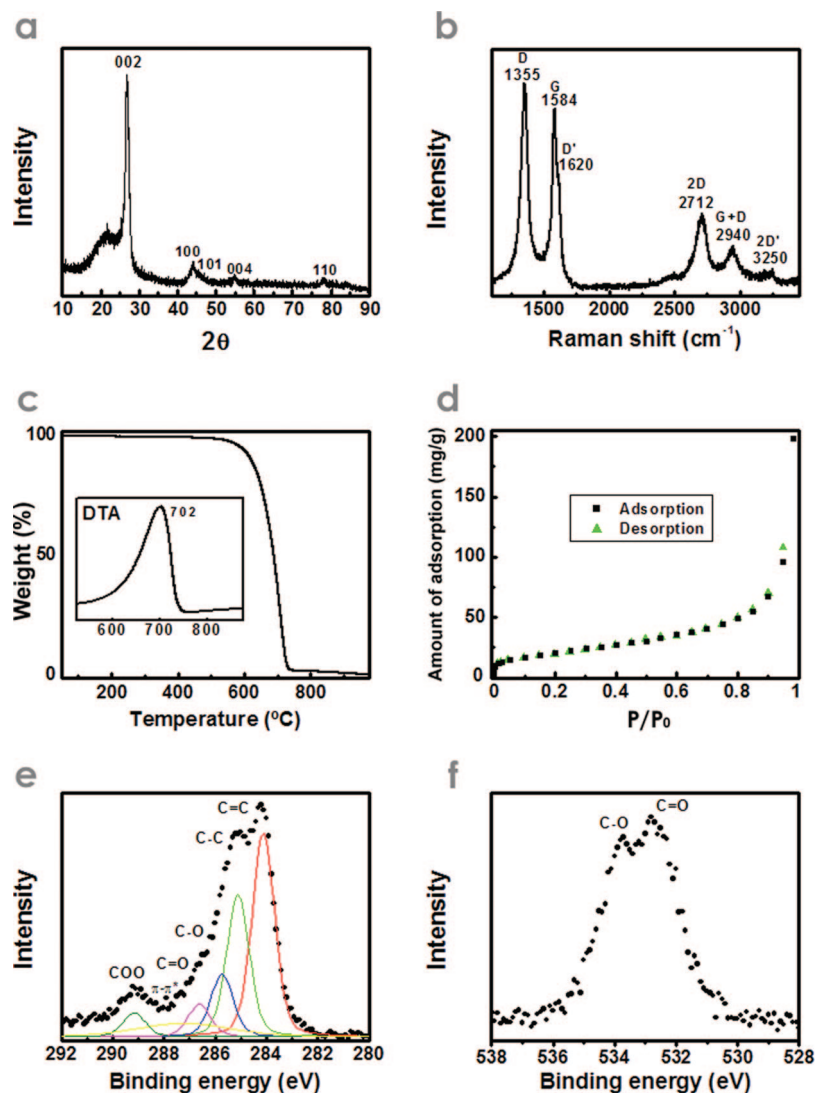 a
Intensity
002
100
101
004
110
10 20 30 40 50 60 70 80 90
2θ
b
Intensity
D
1355
G
1584
D'
1620
2D
2712
G+D
2940
2D'
3250
1500 2000 2500 3000
Raman shift (cm⁻¹)
c
Weight (%)
100
50
0
DTA
702
600 700 800
200 400 600 800
Temperature (ºC)
d
Amount of adsorption (mg/g)
200
150
100
50
0
Adsorption
Desorption
0 0.2 0.4 0.6 0.8 1
P/P₀
e
Intensity
C=C
C-C
C-O
C=O
π-π*
COO
292 290 288 286 284 282 280
Binding energy (eV)
f
Intensity
C-O
C=O
538 536 534 532 530 528
Binding energy (eV)